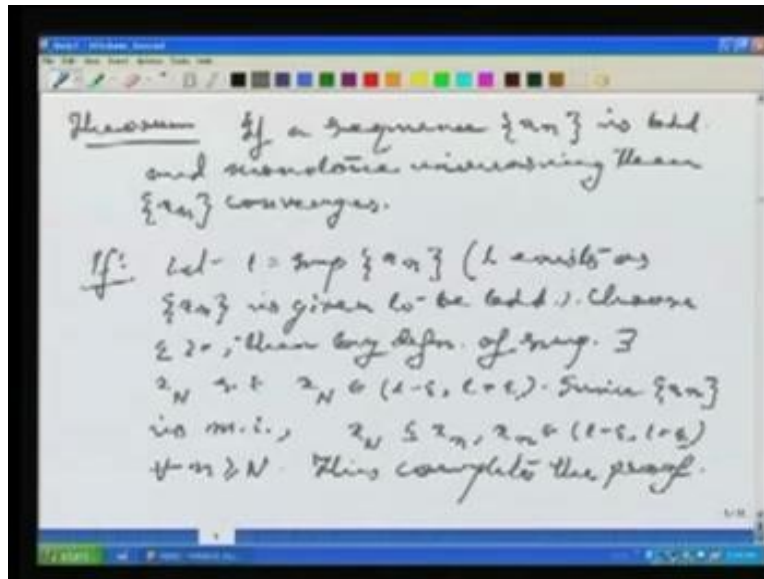 Theorem If a sequence {xn} is bdd.
and monotone increasing then
{xn} converges.
Pf: Let l = sup {xn} (l exists as
{xn} is given to be bdd.). Choose
ε > 0, then by defn. of sup. ∃
xN s.t xN ∈ (l-ε, l+ε). Since {xn}
is m.i., xN ≤ xn, xn ∈ (l-ε, l+ε)
∀ n ≥ N. This completes the proof.